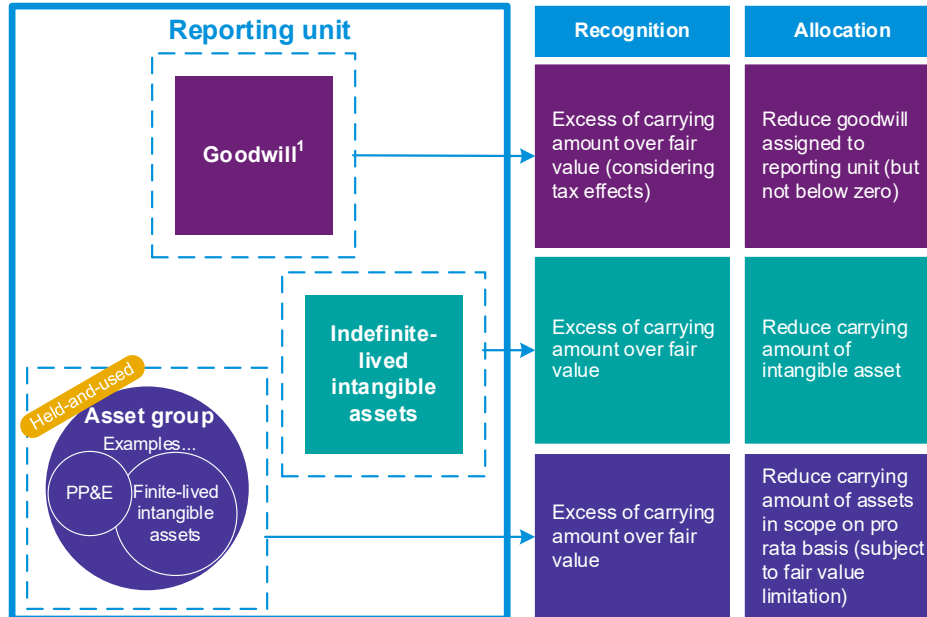 Reporting unit
Recognition
Allocation
Goodwill¹
Excess of carrying
amount over fair
value (considering
tax effects)
Reduce goodwill
assigned to
reporting unit (but
not below zero)
Indefinite-
lived
intangible
assets
Excess of carrying
amount over fair
value
Reduce carrying
amount of
intangible asset
Held-and-used
Asset group
Examples...
PP&E
Finite-lived
intangible
assets
Excess of carrying
amount over fair
value
Reduce carrying
amount of assets
in scope on pro
rata basis (subject
to fair value
limitation)